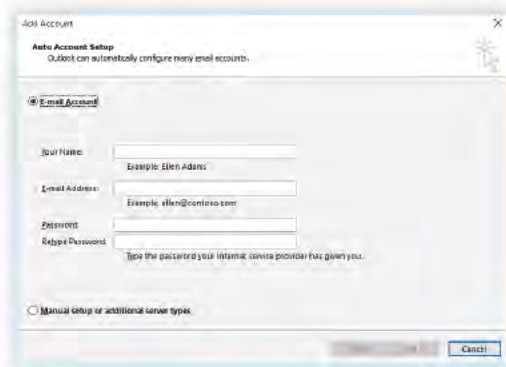 Add Account
Auto Account Setup
Outlook can automatically configure many email accounts.
E-mail Account
Your Name:
Example: Ellen Adams
E-mail Address:
Example: ellen@contoso.com
Password:
Retype Password:
Type the password your Internet service provider has given you.
Manual setup or additional server types
Cancel